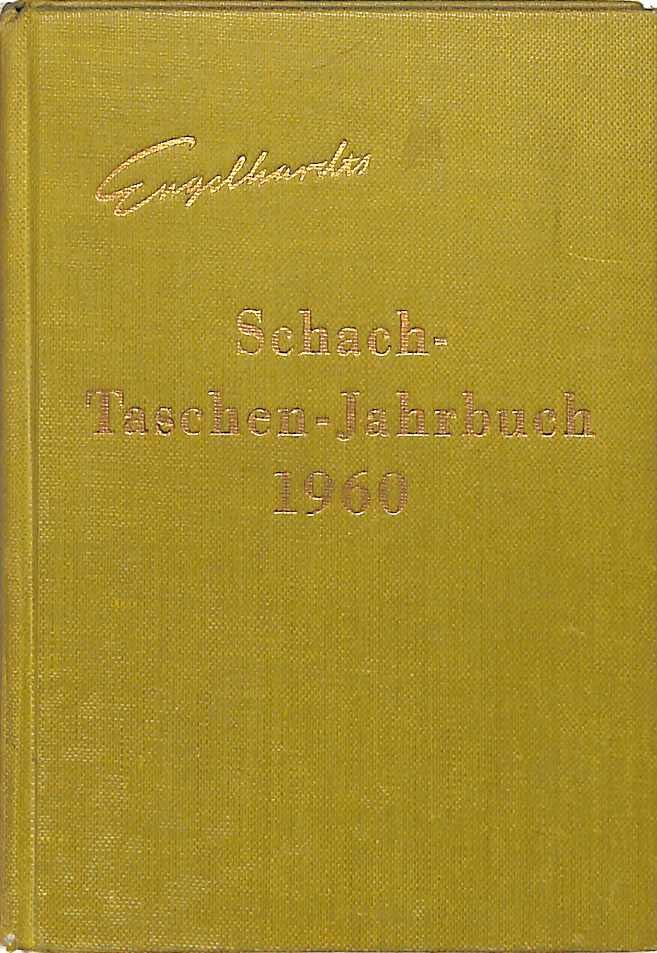 Engelhardts
Schach-
Taschen-Jahrbuch
1960